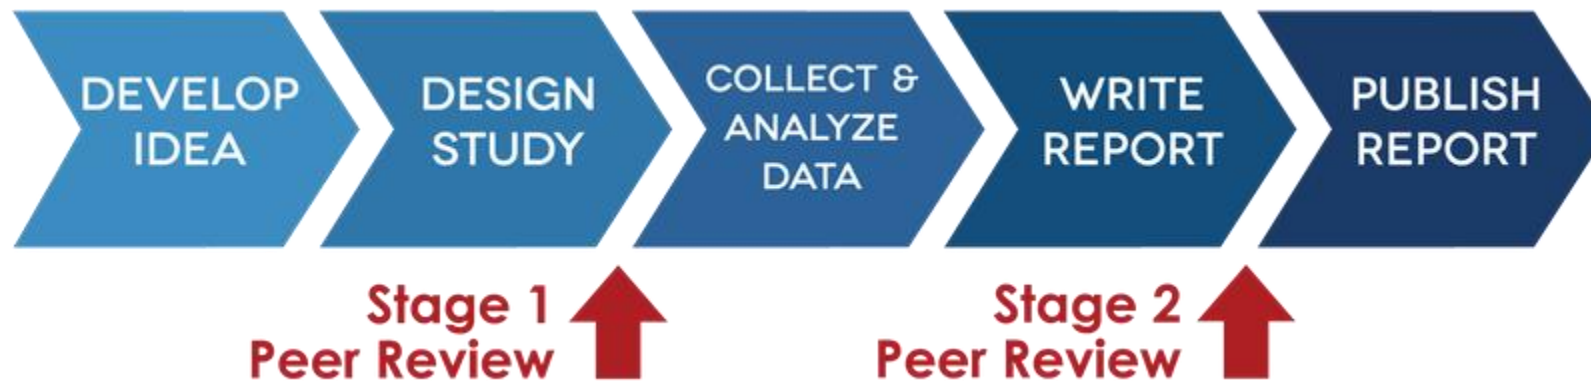 DEVELOP
IDEA
DESIGN
STUDY
COLLECT &
ANALYZE
DATA
WRITE
REPORT
PUBLISH
REPORT
Stage 1
Peer Review
Stage 2
Peer Review